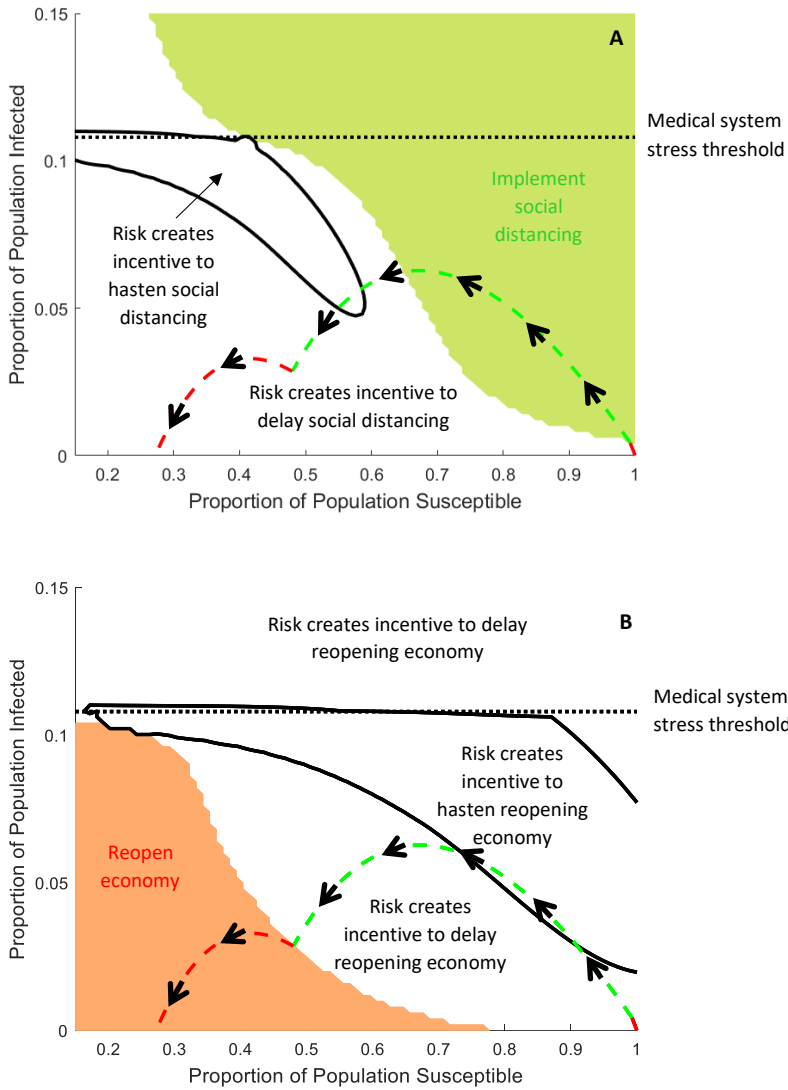 A
0.15
Medical system
stress threshold
0.1
Implement
social
distancing
Risk creates
incentive to
hasten social
distancing
0.05
Risk creates incentive to
delay social distancing
0
0.2 0.3 0.4 0.5 0.6 0.7 0.8 0.9 1
Proportion of Population Susceptible
Proportion of Population Infected
B
0.15
Risk creates incentive to delay
reopening economy
Medical system
stress threshold
0.1
Risk creates
incentive to
hasten reopening
economy
Reopen
economy
0.05
Risk creates
incentive to delay
reopening economy
0
0.2 0.3 0.4 0.5 0.6 0.7 0.8 0.9 1
Proportion of Population Susceptible
Proportion of Population Infected